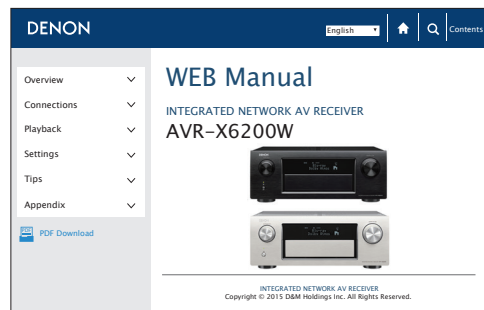 DENON
English
Contents
Overview
Connections
Playback
Settings
Tips
Appendix
PDF Download
WEB Manual
INTEGRATED NETWORK AV RECEIVER
AVR-X6200W
DENON
INTEGRATED NETWORK AV RECEIVER
Copyright © 2015 D&M Holdings Inc. All Rights Reserved.